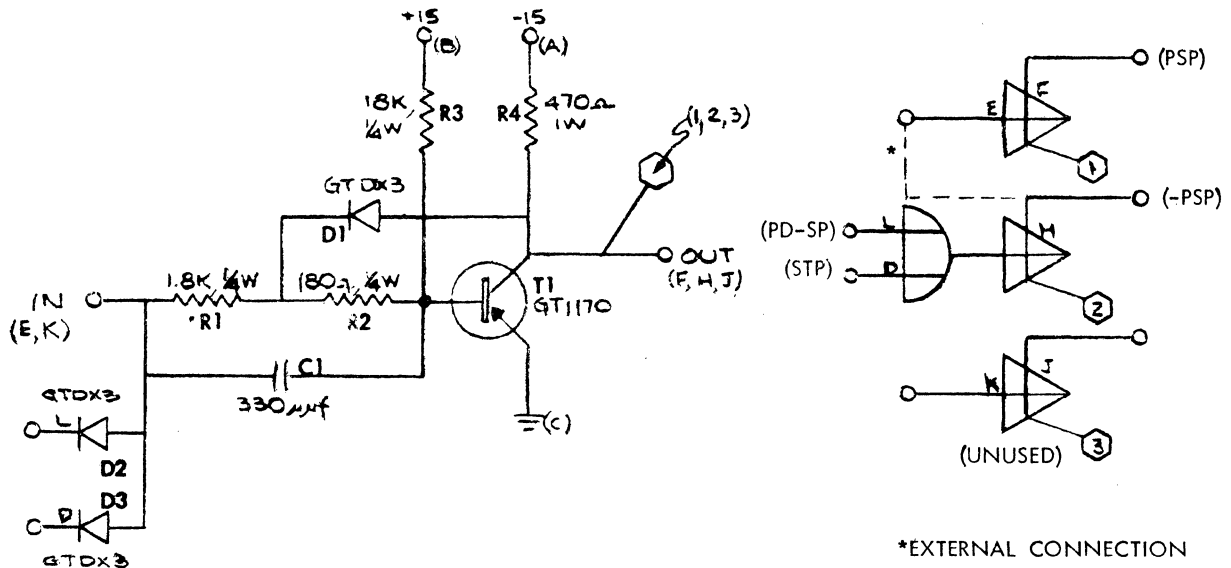 +15
(B)
-15
(A)
18K
1/4W
R3
R4
470Ω
1W
(1, 2, 3)
GTDX3
D1
IN
(E, K)
1.8K 1/4W
R1
180Ω 1/4W
R2
C1
330μμf
T1
GT1170
OUT
(F, H, J)
(C)
GTDX3
L
D2
D3
D
GTDX3
(PSP)
E
F
1
*
(-PSP)
(PD-SP)
L
(STP)
D
H
2
K
J
3
(UNUSED)
*EXTERNAL CONNECTION